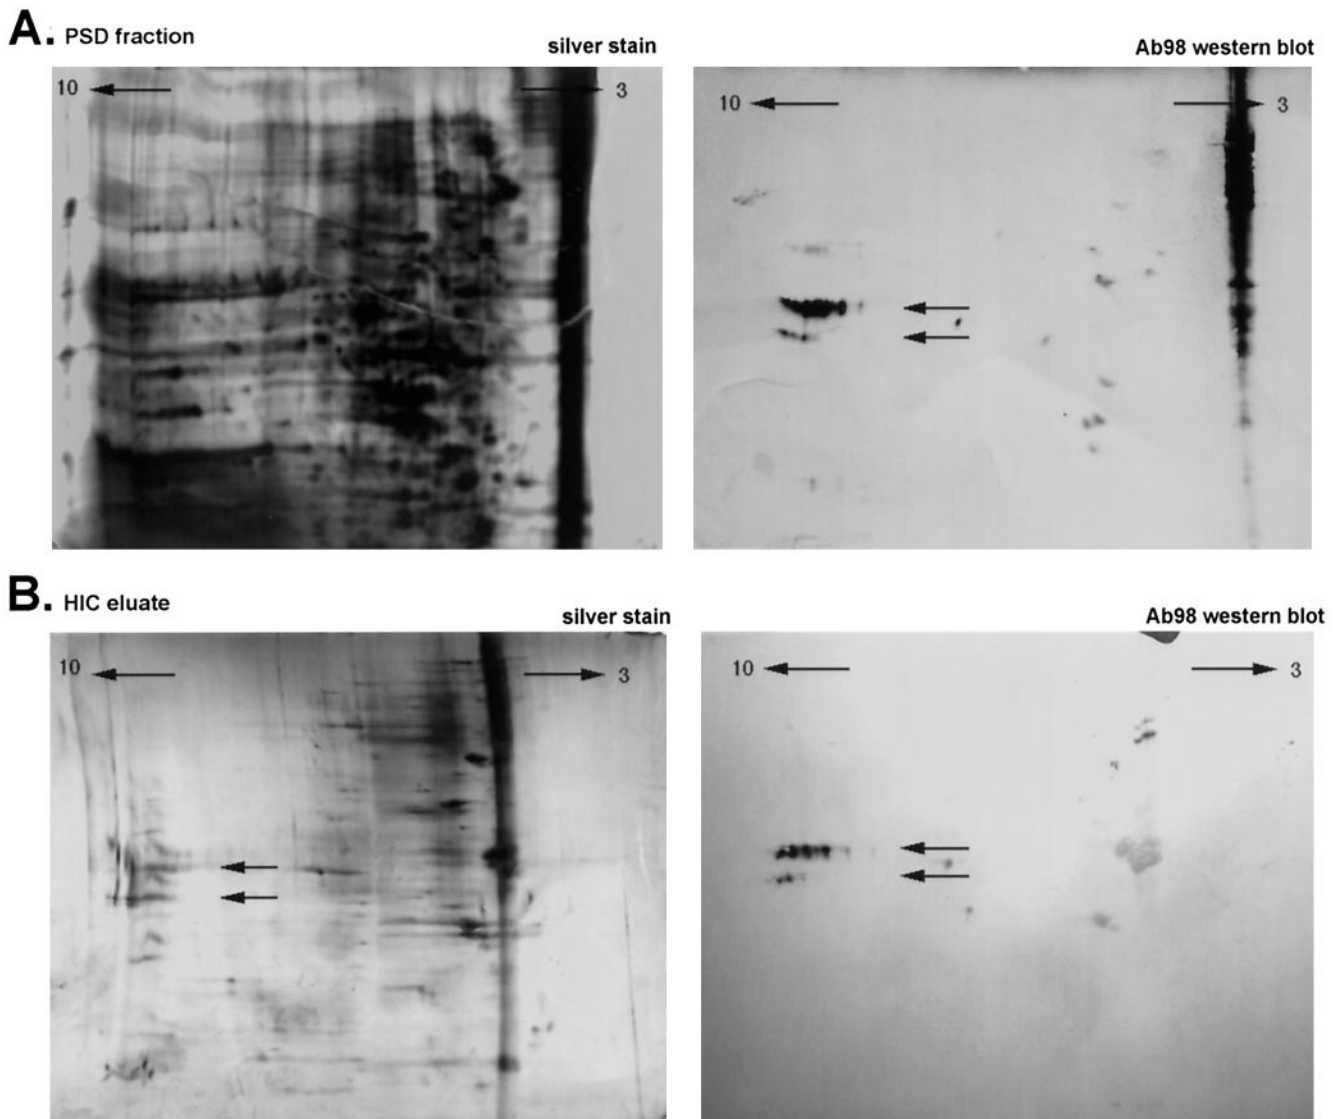 A. PSD fraction
silver stain
Ab98 western blot
10 3
10 3
B. HIC eluate
silver stain
Ab98 western blot
10 3
10 3